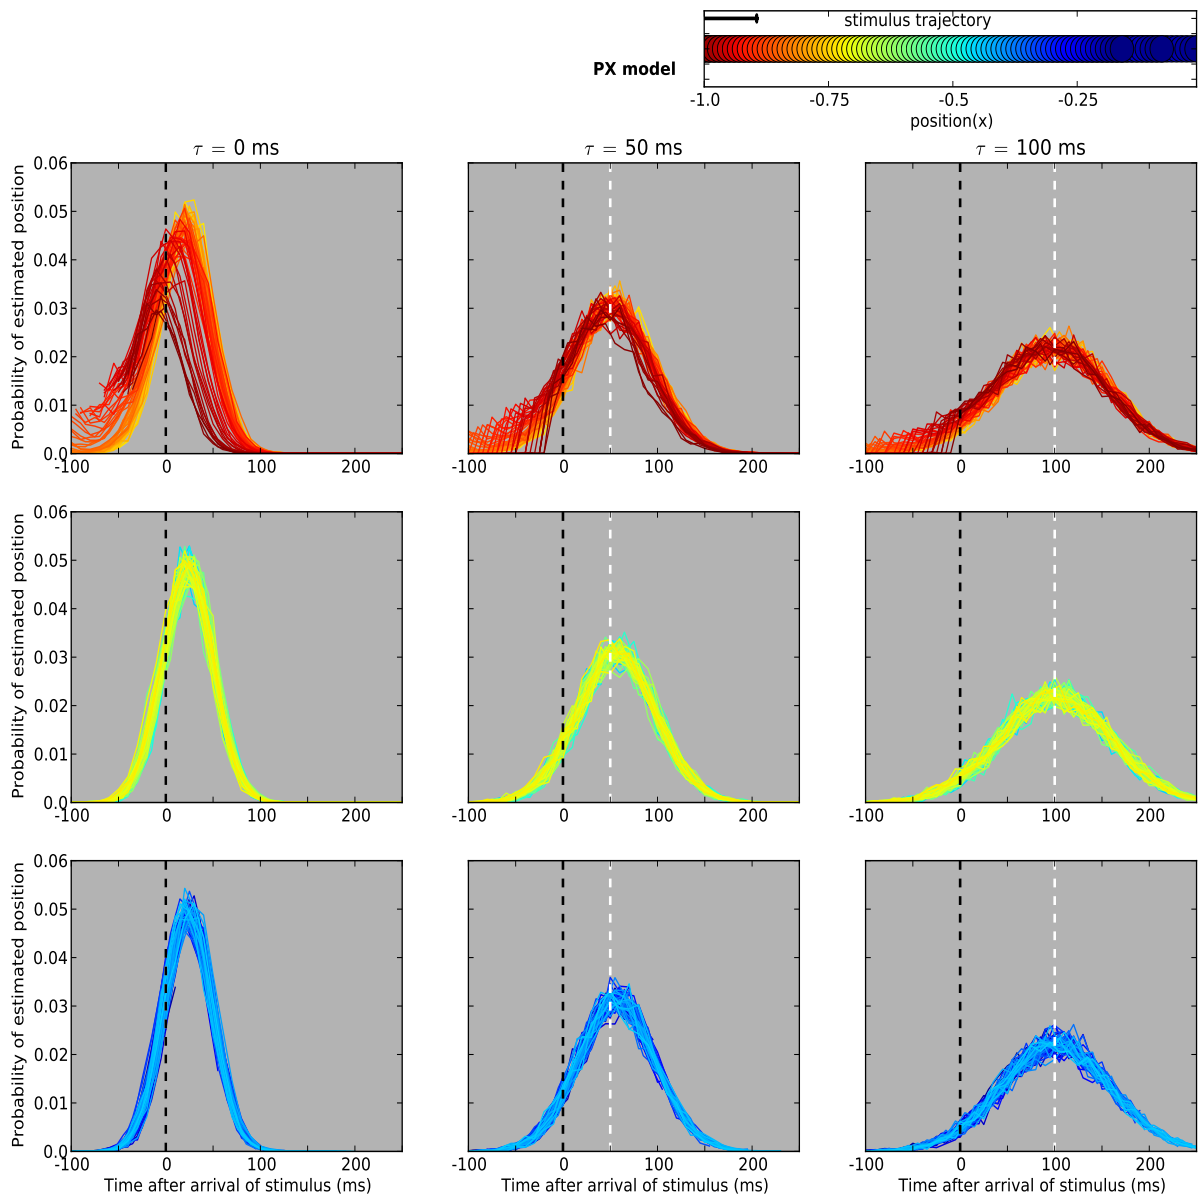 stimulus trajectory
PX model
-1.0 -0.75 -0.5 -0.25
position(x)
τ = 0 ms τ = 50 ms τ = 100 ms
Probability of estimated position
0.06
0.05
0.04
0.03
0.02
0.01
0.0
-100 0 100 200
-100 0 100 200
-100 0 100 200
Probability of estimated position
0.06
0.05
0.04
0.03
0.02
0.01
0.0
-100 0 100 200
-100 0 100 200
-100 0 100 200
Probability of estimated position
0.06
0.05
0.04
0.03
0.02
0.01
0.0
-100 0 100 200
-100 0 100 200
-100 0 100 200
Time after arrival of stimulus (ms) Time after arrival of stimulus (ms) Time after arrival of stimulus (ms)